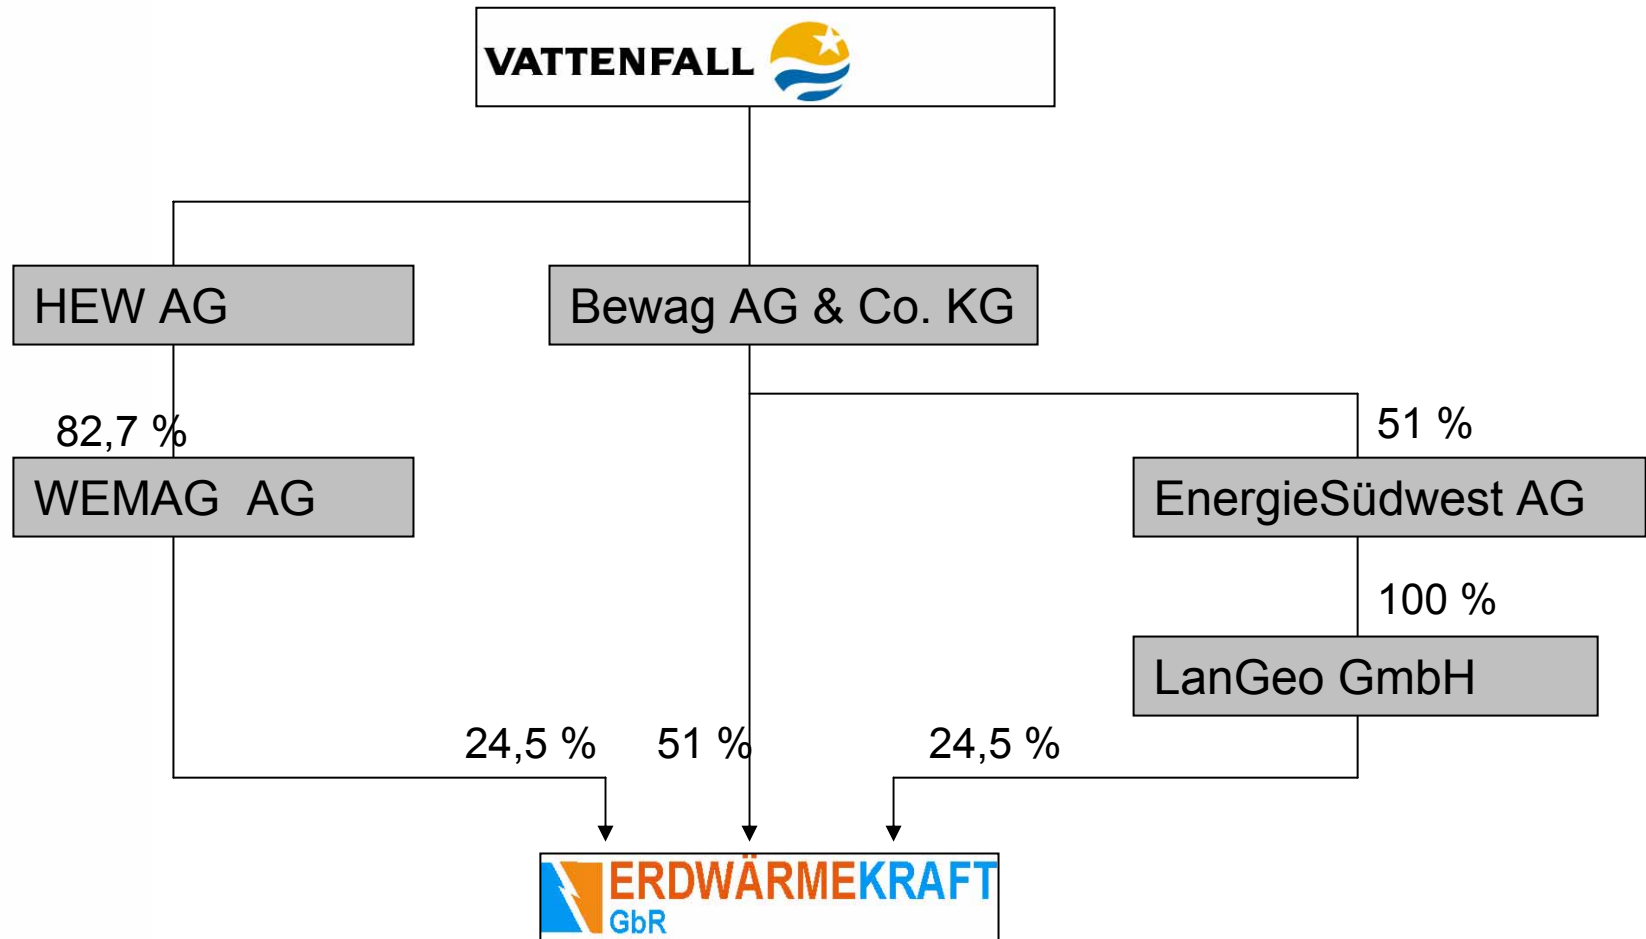 VATTENFALL
HEW AG
Bewag AG & Co. KG
82,7 %
51 %
WEMAG  AG
EnergieSüdwest AG
100 %
LanGeo GmbH
24,5 %
51 %
24,5 %
ERDWÄRMEKRAFT
GbR